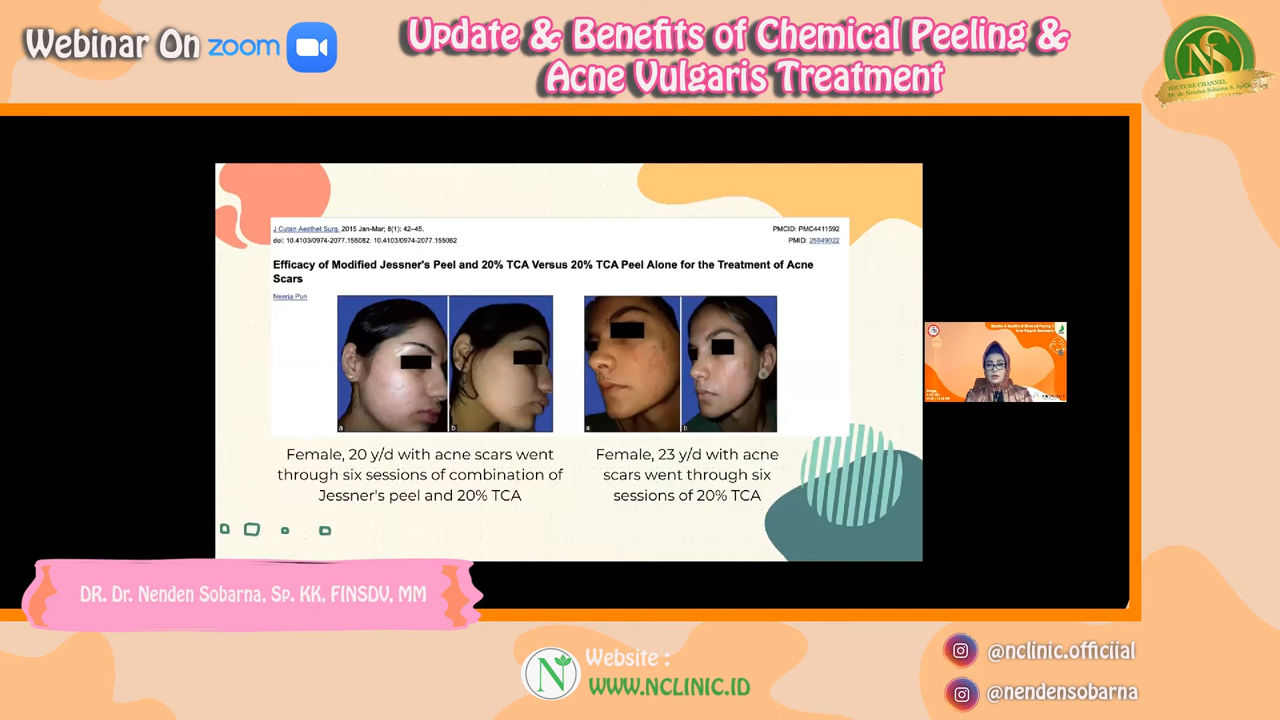 Webinar On zoom
Update & Benefits of Chemical Peeling &
Acne Vulgaris Treatment
NS
YOUTUBE CHANNEL
J Cutan Aesthet Surg. 2015 Jan-Mar; 8(1): 42–45.
doi: 10.4103/0974-2077.155082: 10.4103/0974-2077.155082
PMCID: PMC4411592
PMID: 25949022
Efficacy of Modified Jessner's Peel and 20% TCA Versus 20% TCA Peel Alone for the Treatment of Acne
Scars
Neerja Puri
a
b
a
b
Female, 20 y/d with acne scars went
through six sessions of combination of
Jessner's peel and 20% TCA
Female, 23 y/d with acne
scars went through six
sessions of 20% TCA
DR. Dr. Nenden Sobarna, Sp. KK, FINSDV, MM
N
Website :
WWW.NCLINIC.ID
@nclinic.officiial
@nendensobarna